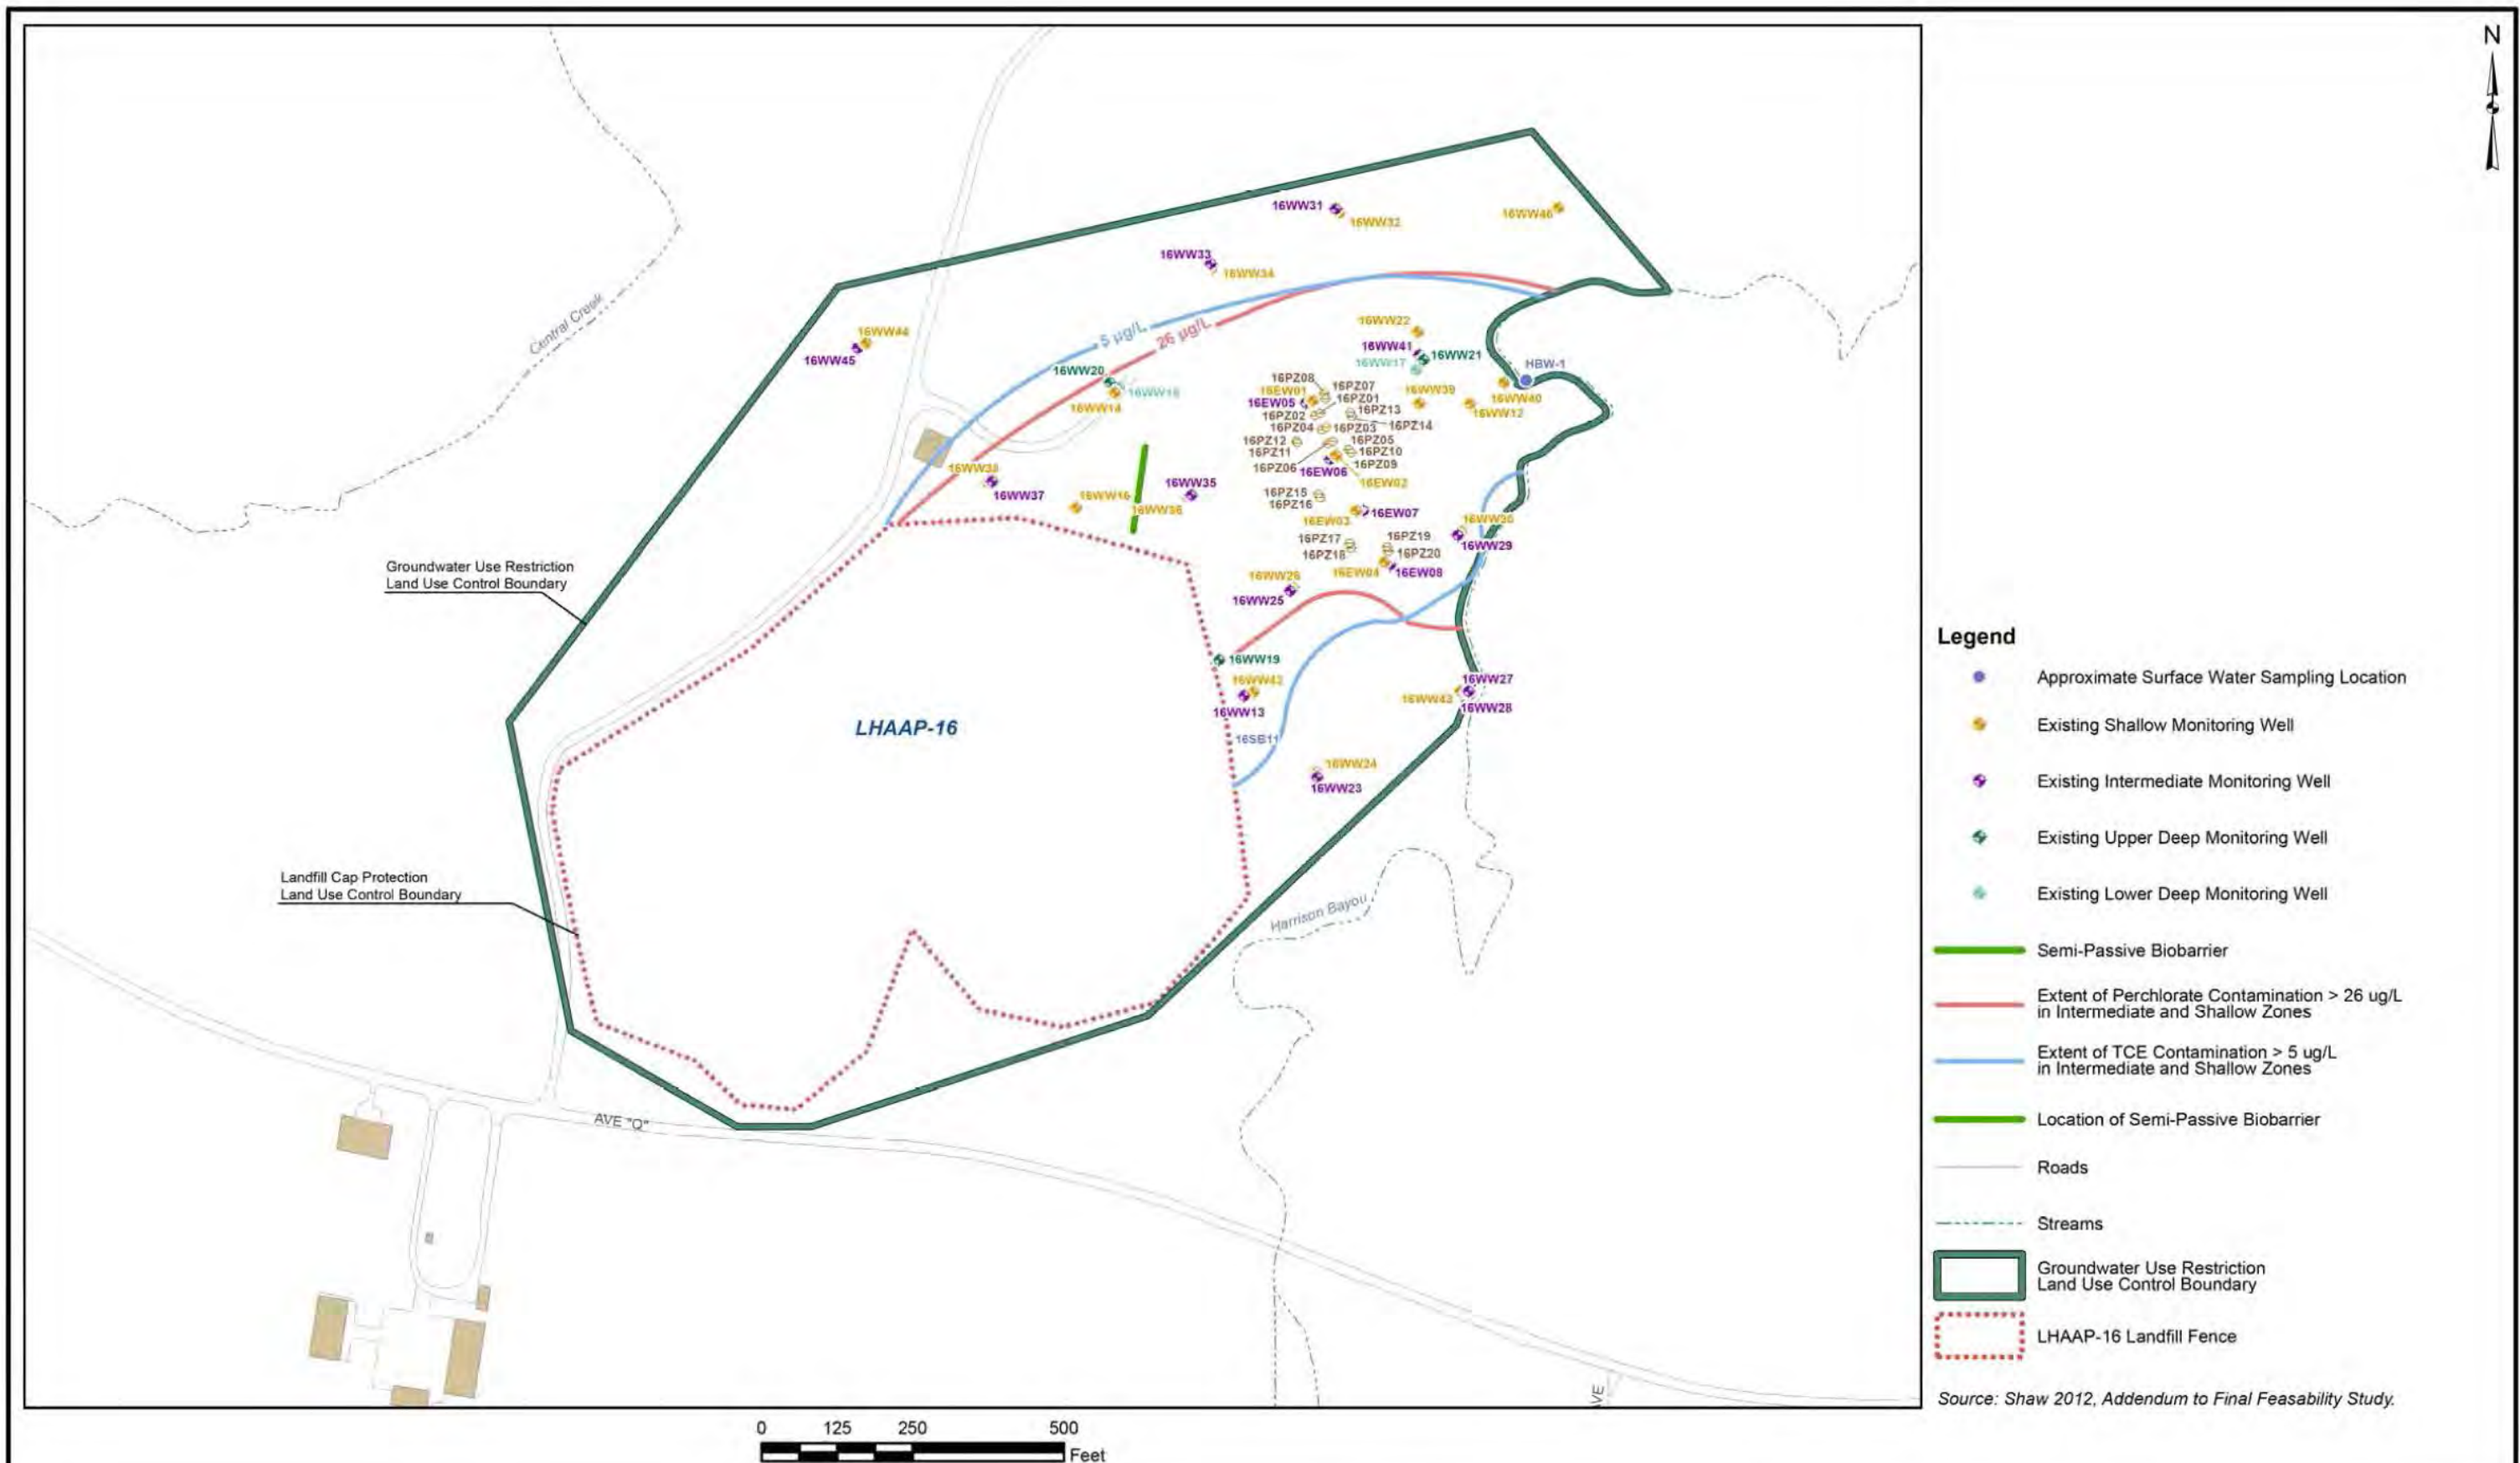 N
16WW31
16WW32
16WW46
16WW33
16WW34
Central Creek
5 µg/L
26 µg/L
16WW44
16WW45
16WW22
16WW41
16WW21
16WW17
HBW-1
16WW20
16WW14
16PZ08
16PZ07
16EW01
16PZ01
16EW05
16WW39
16WW40
16WW12
16PZ02
16PZ13
16PZ04
16PZ03
16PZ14
16PZ12
16PZ05
16PZ11
16PZ10
16PZ06
16PZ09
16EW06
16EW02
16WW38
16WW37
16WW16
16WW36
16WW35
16PZ15
16PZ16
16EW03
16EW07
16WW30
16WW29
16PZ17
16PZ19
16PZ18
16PZ20
16EW04
16EW08
16WW26
16WW25
Groundwater Use Restriction
Land Use Control Boundary
16WW19
16WW42
16WW13
16WW27
16WW43
16WW28
LHAAP-16
16SB11
16WW24
16WW23
Landfill Cap Protection
Land Use Control Boundary
Harrison Bayou
AVE "Q"
AVE
0 125 250 500
Feet
Legend
Approximate Surface Water Sampling Location
Existing Shallow Monitoring Well
Existing Intermediate Monitoring Well
Existing Upper Deep Monitoring Well
Existing Lower Deep Monitoring Well
Semi-Passive Biobarrier
Extent of Perchlorate Contamination > 26 ug/L
in Intermediate and Shallow Zones
Extent of TCE Contamination > 5 ug/L
in Intermediate and Shallow Zones
Location of Semi-Passive Biobarrier
Roads
Streams
Groundwater Use Restriction
Land Use Control Boundary
LHAAP-16 Landfill Fence
Source: Shaw 2012, Addendum to Final Feasability Study.